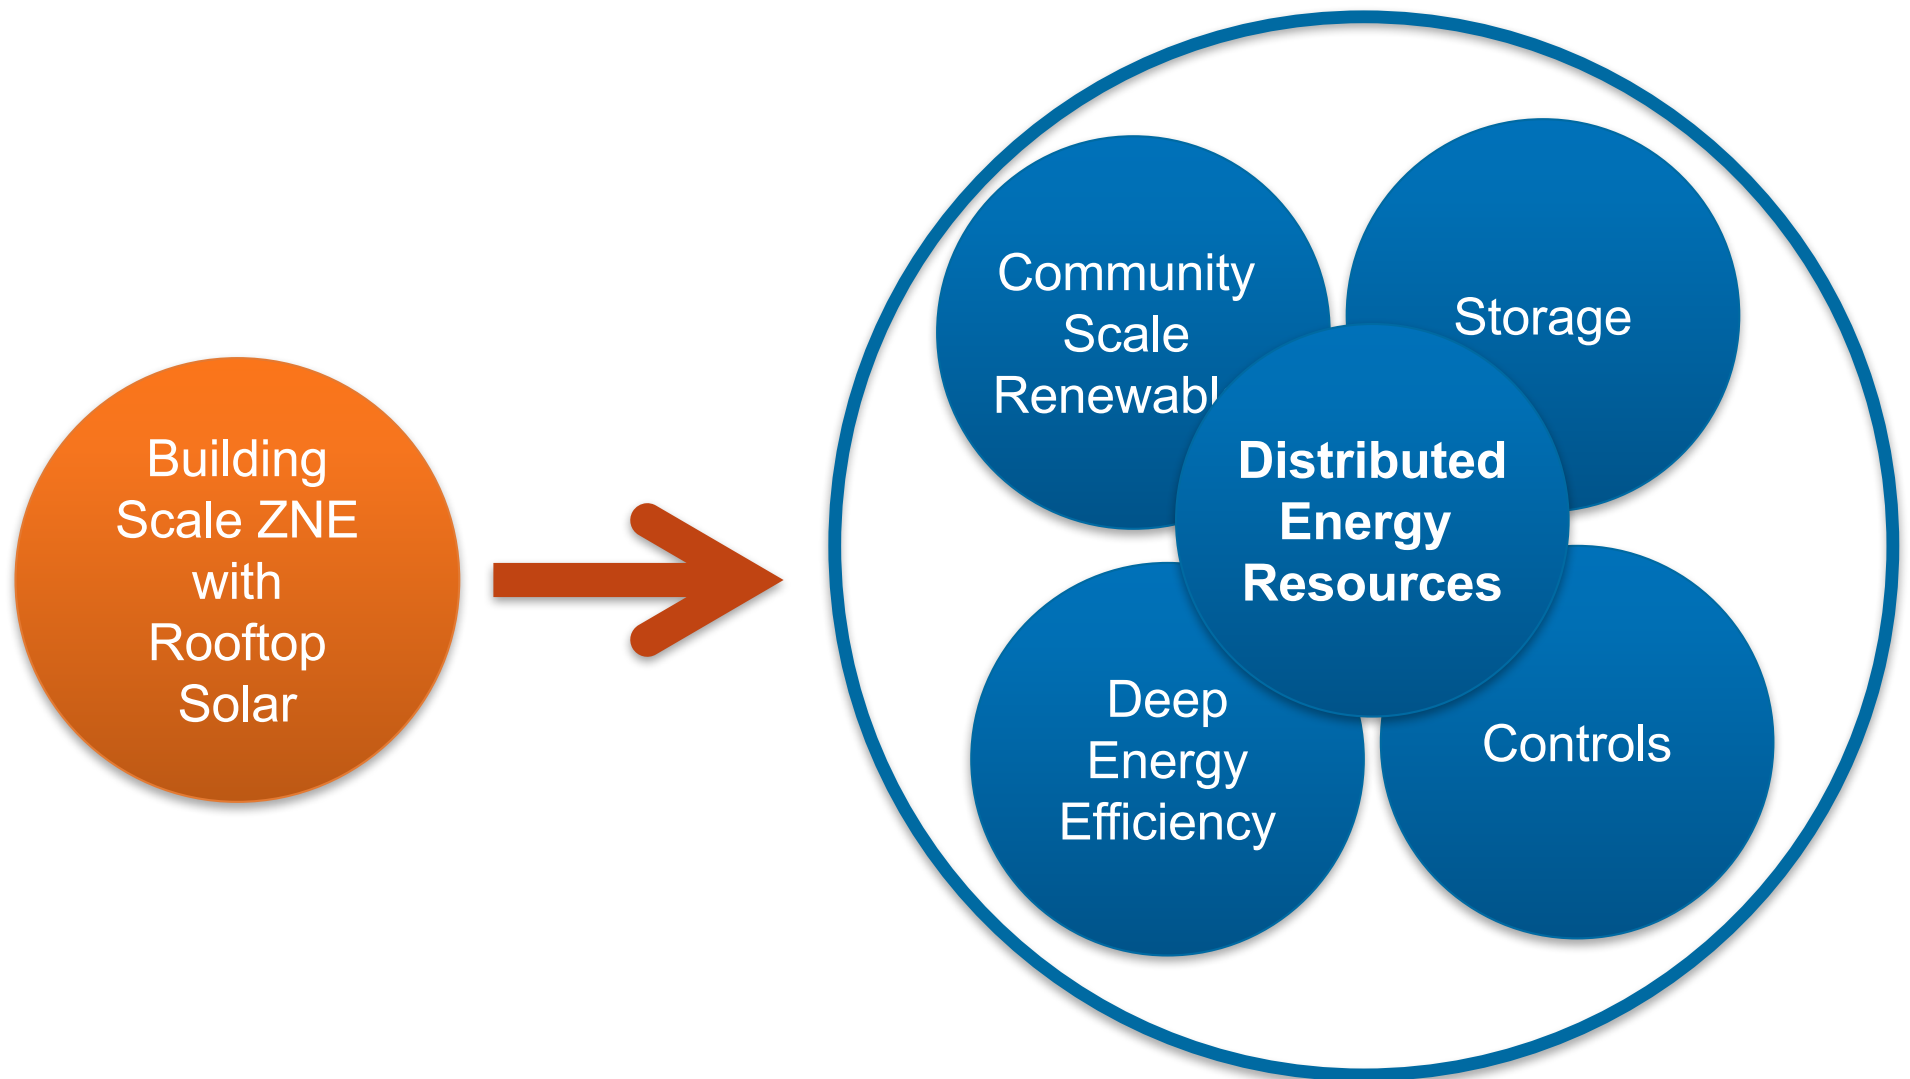 Building
Scale ZNE
with
Rooftop
Solar
Community
Scale
Renewabl
Storage
Distributed
Energy
Resources
Deep
Energy
Efficiency
Controls